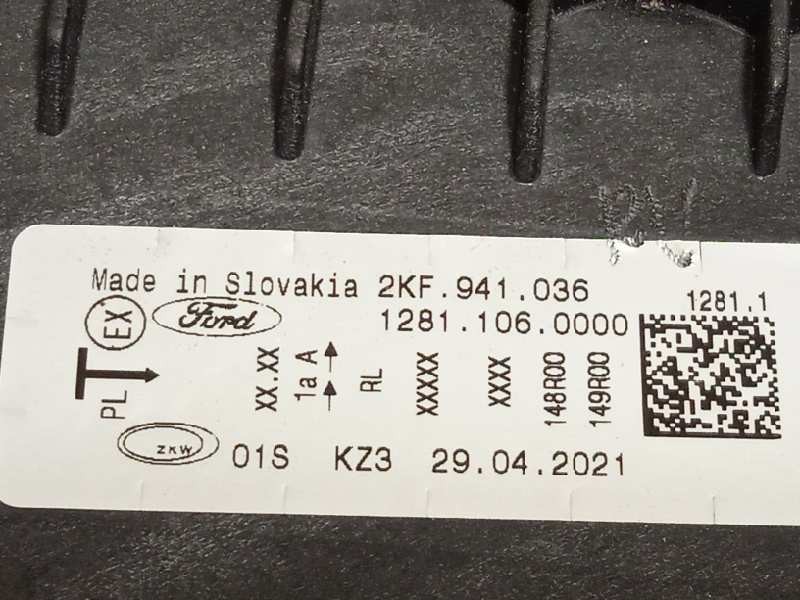 Made in Slovakia 2KF.941.036
1281.1
EX
Ford
1281.106.0000
PL
XX.XX
1a A
RL
XXXXX
XXXX
148R00
149R00
ZKW
01S KZ3 29.04.2021